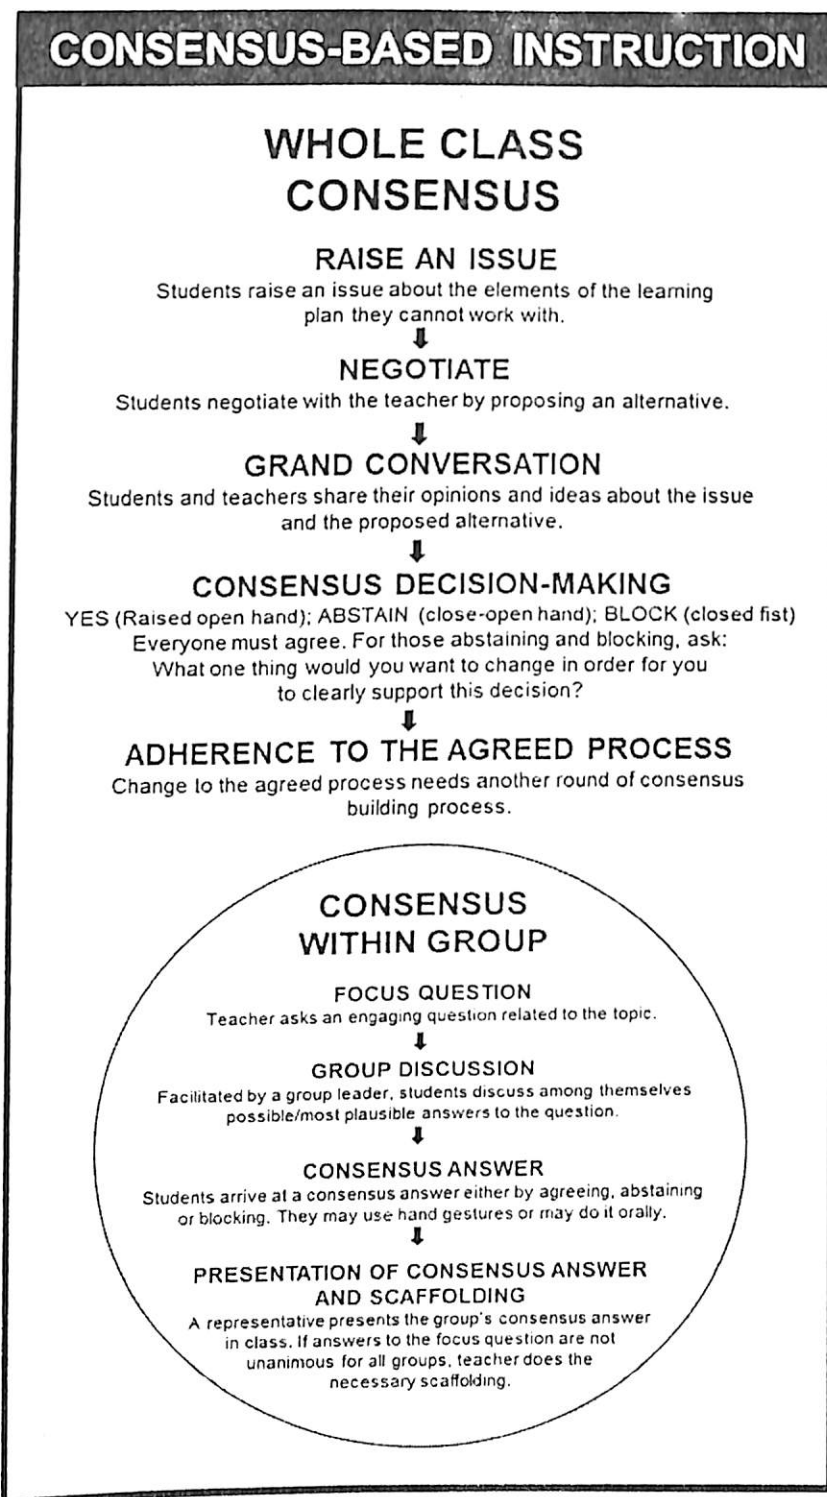 CONSENSUS-BASED INSTRUCTION
WHOLE CLASS
CONSENSUS
RAISE AN ISSUE
Students raise an issue about the elements of the learning
plan they cannot work with.
NEGOTIATE
Students negotiate with the teacher by proposing an alternative.
GRAND CONVERSATION
Students and teachers share their opinions and ideas about the issue
and the proposed alternative.
CONSENSUS DECISION-MAKING
YES (Raised open hand); ABSTAIN (close-open hand); BLOCK (closed fist)
Everyone must agree. For those abstaining and blocking, ask:
What one thing would you want to change in order for you
to clearly support this decision?
ADHERENCE TO THE AGREED PROCESS
Change to the agreed process needs another round of consensus
building process.
CONSENSUS
WITHIN GROUP
FOCUS QUESTION
Teacher asks an engaging question related to the topic.
GROUP DISCUSSION
Facilitated by a group leader, students discuss among themselves
possible/most plausible answers to the question.
CONSENSUS ANSWER
Students arrive at a consensus answer either by agreeing, abstaining
or blocking. They may use hand gestures or may do it orally.
PRESENTATION OF CONSENSUS ANSWER
AND SCAFFOLDING
A representative presents the group's consensus answer
in class. If answers to the focus question are not
unanimous for all groups, teacher does the
necessary scaffolding.